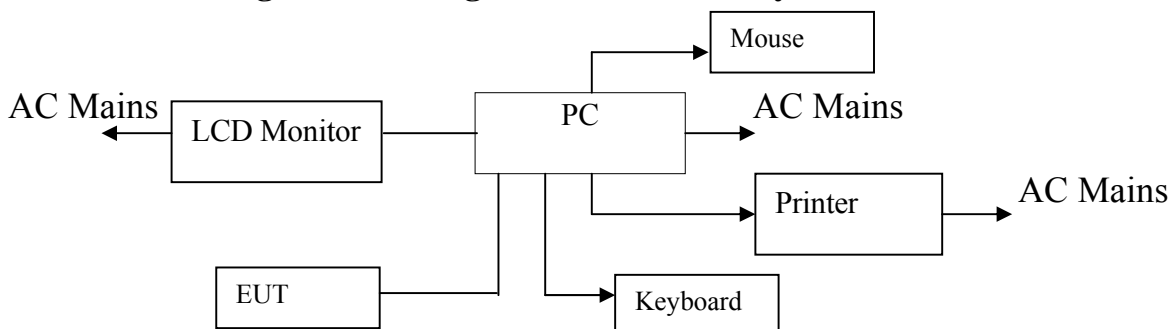 Mouse
AC Mains
LCD Monitor
PC
AC Mains
Printer
AC Mains
EUT
Keyboard